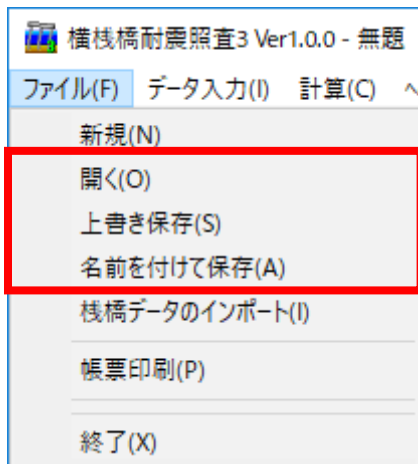 横桟橋耐震照査3 Ver1.0.0 - 無題
ファイル(F) データ入力(I) 計算(C)
新規(N)
開く(O)
上書き保存(S)
名前を付けて保存(A)
桟橋データのインポート(I)
帳票印刷(P)
終了(X)